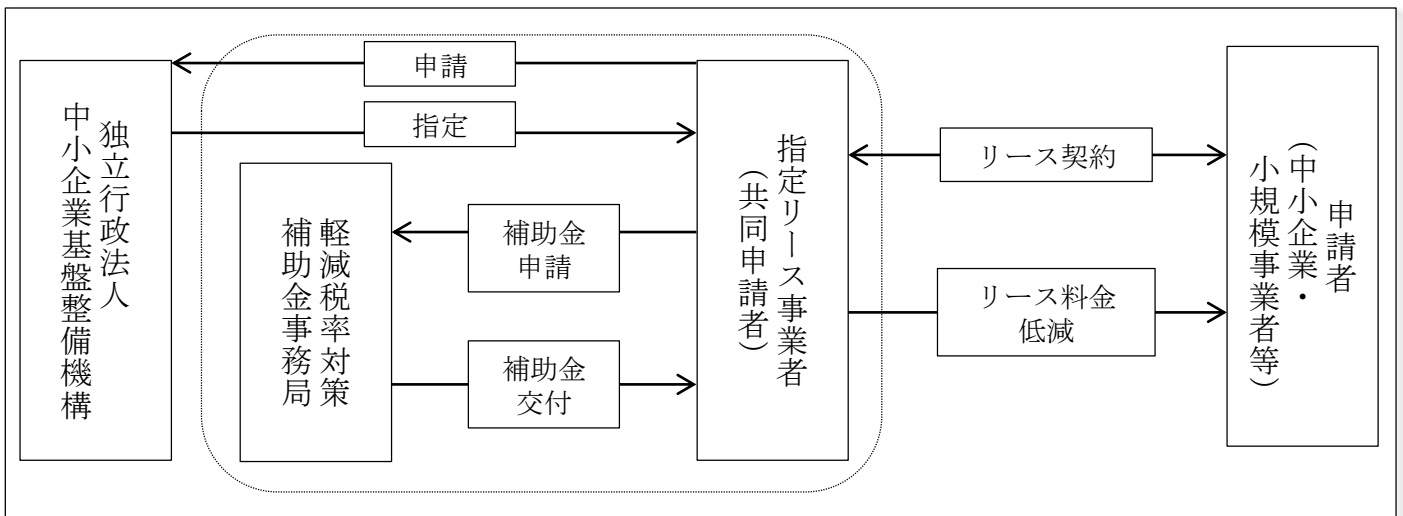 独立行政法人
中小企業基盤整備機構
申請
指定
軽減税率対策
補助金事務局
補助金
申請
補助金
交付
指定リース事業者
(共同申請者)
リース契約
リース料金
低減
申請者
(中小企業・
小規模事業者等)